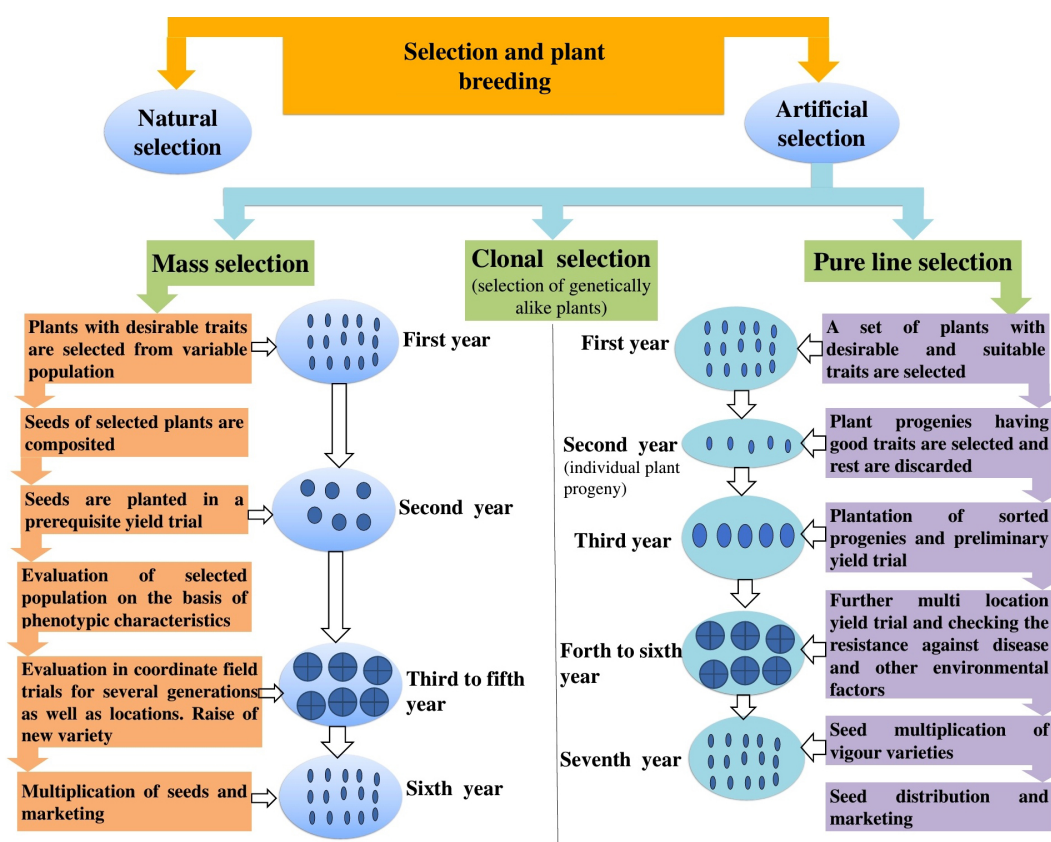 Selection and plant
breeding
Natural
selection
Artificial
selection
Mass selection
Clonal selection
(selection of genetically
alike plants)
Pure line selection
Plants with desirable traits
are selected from variable
population
First year
Seeds of selected plants are
composited
Seeds are planted in a
prerequisite yield trial
Second year
Evaluation of selected
population on the basis of
phenotypic characteristics
Evaluation in coordinate field
trials for several generations
as well as locations. Raise of
new variety
Third to fifth
year
Multiplication of seeds and
marketing
Sixth year
First year
A set of plants with
desirable and suitable
traits are selected
Second year
(individual plant
progeny)
Plant progenies having
good traits are selected and
rest are discarded
Third year
Plantation of sorted
progenies and preliminary
yield trial
Forth to sixth
year
Further multi location
yield trial and checking the
resistance against disease
and other environmental
factors
Seventh year
Seed multiplication of
vigour varieties
Seed distribution and
marketing